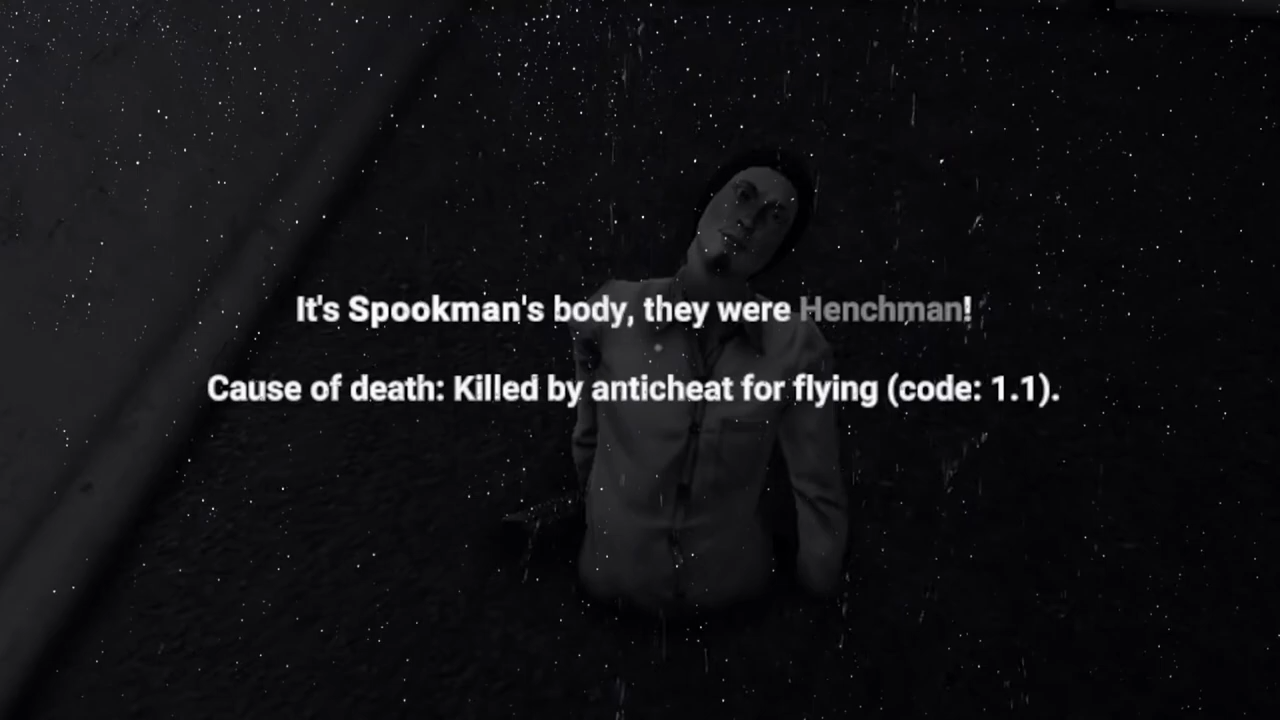 It's Spookman's body, they were Henchman!
Cause of death: Killed by anticheat for flying (code: 1.1).